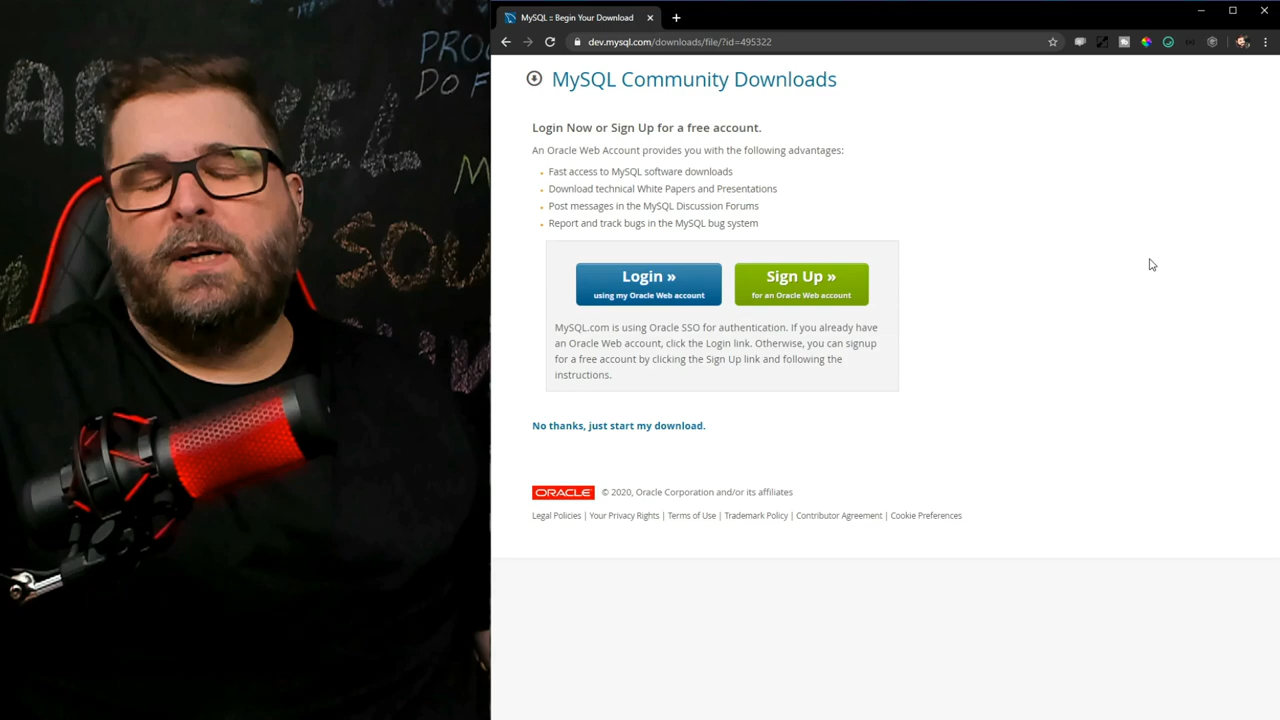 MySQL :: Begin Your Download
dev.mysql.com/downloads/file/?id=495322
MySQL Community Downloads
Login Now or Sign Up for a free account.
An Oracle Web Account provides you with the following advantages:
Fast access to MySQL software downloads
Download technical White Papers and Presentations
Post messages in the MySQL Discussion Forums
Report and track bugs in the MySQL bug system
Login »
using my Oracle Web account
Sign Up »
for an Oracle Web account
MySQL.com is using Oracle SSO for authentication. If you already have
an Oracle Web account, click the Login link. Otherwise, you can signup
for a free account by clicking the Sign Up link and following the
instructions.
No thanks, just start my download.
ORACLE © 2020, Oracle Corporation and/or its affiliates
Legal Policies | Your Privacy Rights | Terms of Use | Trademark Policy | Contributor Agreement | Cookie Preferences
DO F